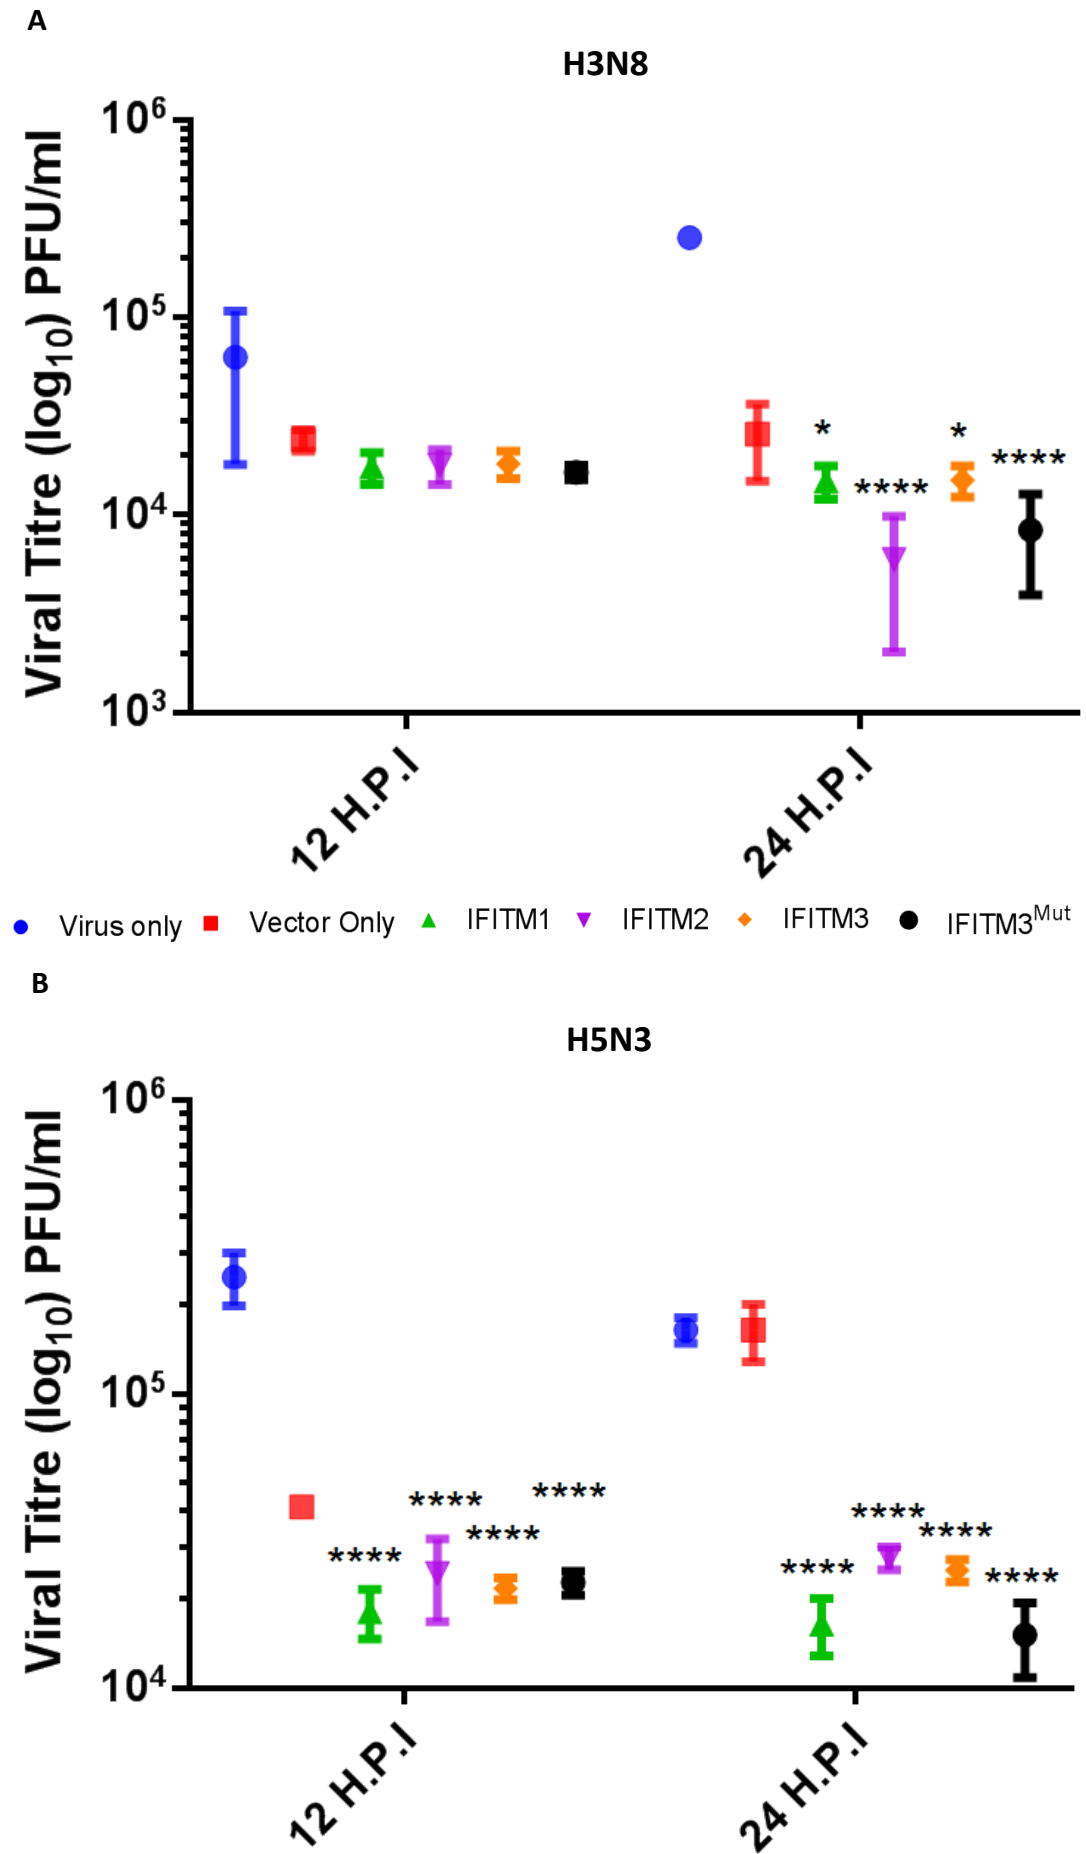 A
H3N8
Viral Titre (log10) PFU/ml
10^6
10^5
10^4
10^3
*
****
*
****
12 H.P.I
24 H.P.I
Virus only Vector Only IFITM1 IFITM2 IFITM3 IFITM3^Mut
B
H5N3
Viral Titre (log10) PFU/ml
10^6
10^5
10^4
****
****
****
****
****
****
****
****
12 H.P.I
24 H.P.I